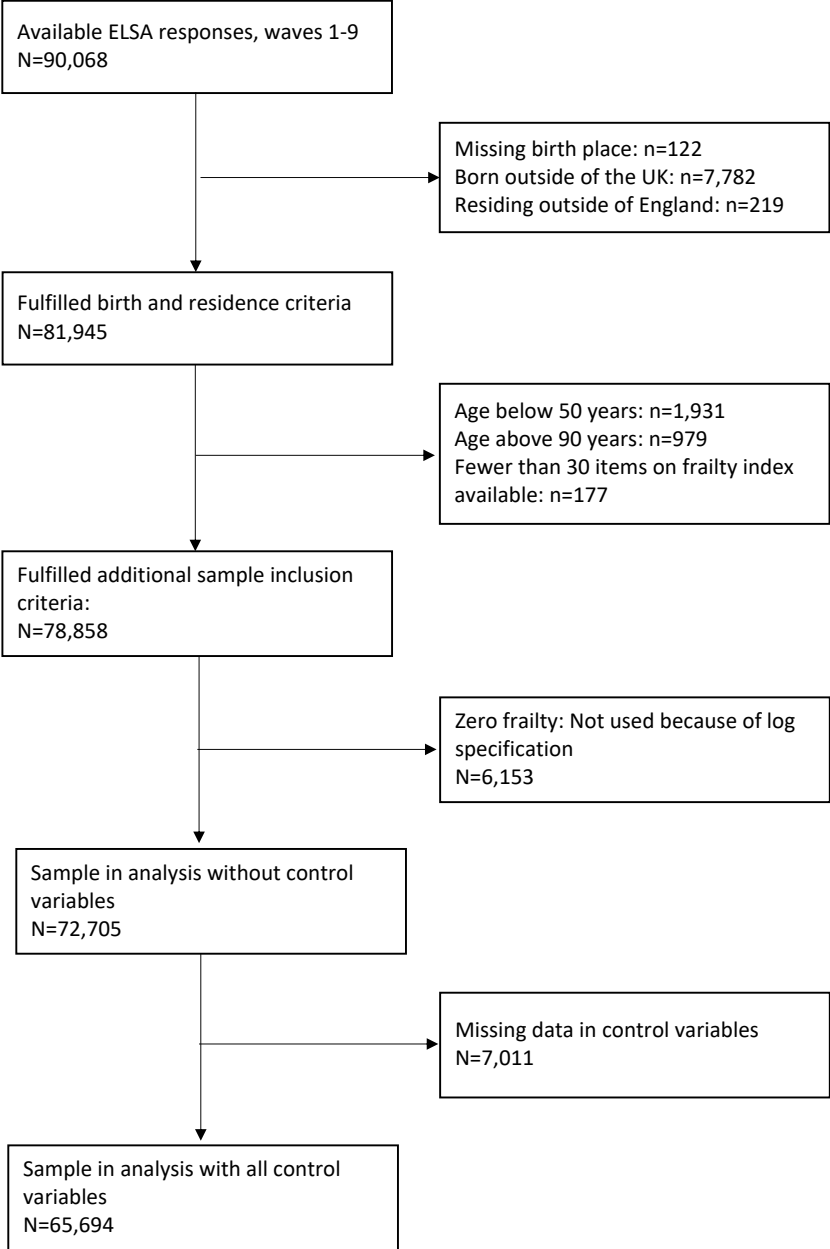 Available ELSA responses, waves 1-9
N=90,068
Missing birth place: n=122
Born outside of the UK: n=7,782
Residing outside of England: n=219
Fulfilled birth and residence criteria
N=81,945
Age below 50 years: n=1,931
Age above 90 years: n=979
Fewer than 30 items on frailty index
available: n=177
Fulfilled additional sample inclusion
criteria:
N=78,858
Zero frailty: Not used because of log
specification
N=6,153
Sample in analysis without control
variables
N=72,705
Missing data in control variables
N=7,011
Sample in analysis with all control
variables
N=65,694